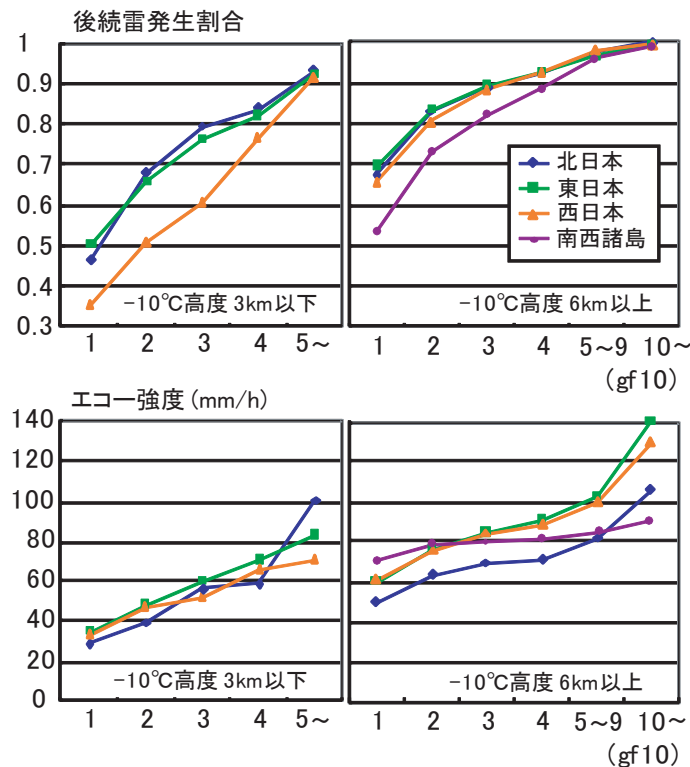 後続雷発生割合
1
0.9
0.8
0.7
0.6
0.5
0.4
0.3
-10℃高度 3km以下
1 2 3 4 5~
北日本
東日本
西日本
南西諸島
-10℃高度 6km以上
1 2 3 4 5~9 10~
(gf10)
エコー強度 (mm/h)
140
120
100
80
60
40
20
0
-10℃高度 3km以下
1 2 3 4 5~
-10℃高度 6km以上
1 2 3 4 5~9 10~
(gf10)